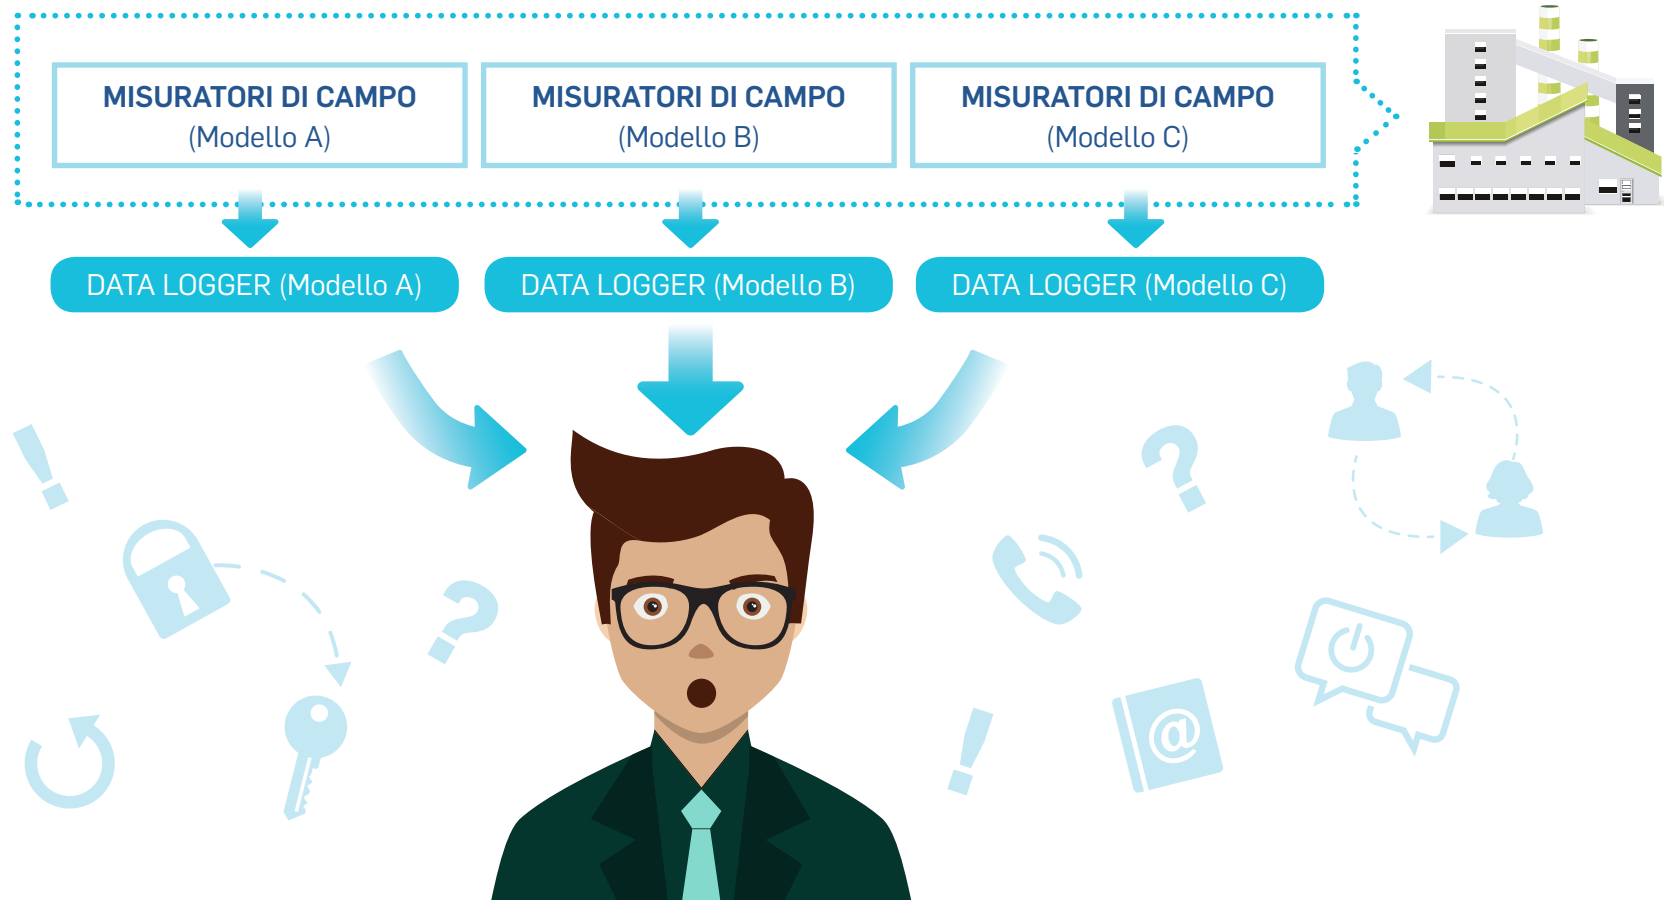 MISURATORI DI CAMPO
(Modello A)
MISURATORI DI CAMPO
(Modello B)
MISURATORI DI CAMPO
(Modello C)
DATA LOGGER (Modello A)
DATA LOGGER (Modello B)
DATA LOGGER (Modello C)
! ? ? ! @